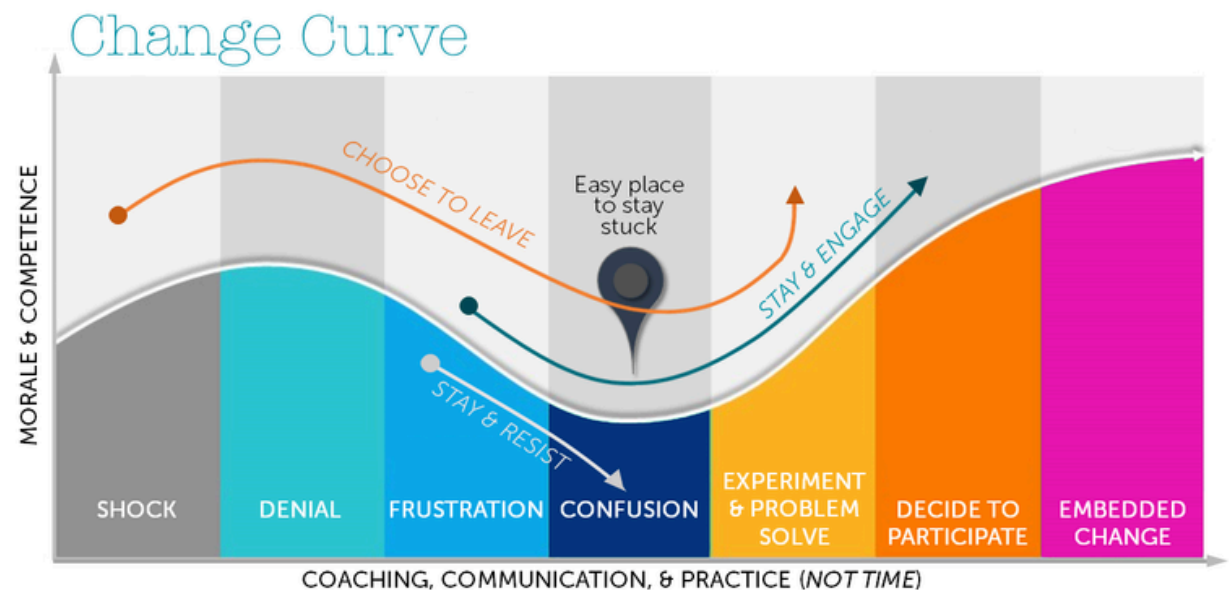 Change Curve
MORALE & COMPETENCE
CHOOSE TO LEAVE
Easy place
to stay
stuck
STAY & ENGAGE
STAY & RESIST
SHOCK
DENIAL
FRUSTRATION
CONFUSION
EXPERIMENT
& PROBLEM
SOLVE
DECIDE TO
PARTICIPATE
EMBEDDED
CHANGE
COACHING, COMMUNICATION, & PRACTICE (NOT TIME)